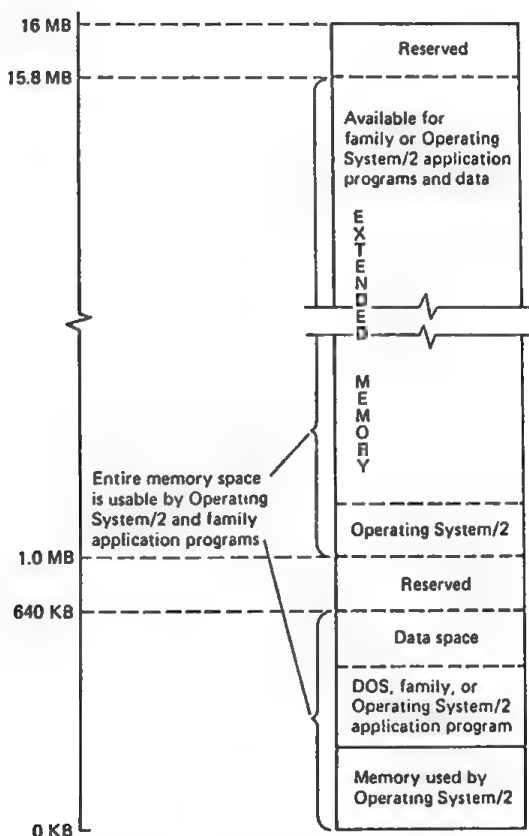 16 MB
Reserved
15.8 MB
Available for
family or Operating
System/2 application
programs and data
EXTENDED
MEMORY
Entire memory space
is usable by Operating
System/2 and family
application programs
Operating System/2
1.0 MB
Reserved
640 KB
Data space
DOS, family, or
Operating System/2
application program
Memory used by
Operating System/2
0 KB